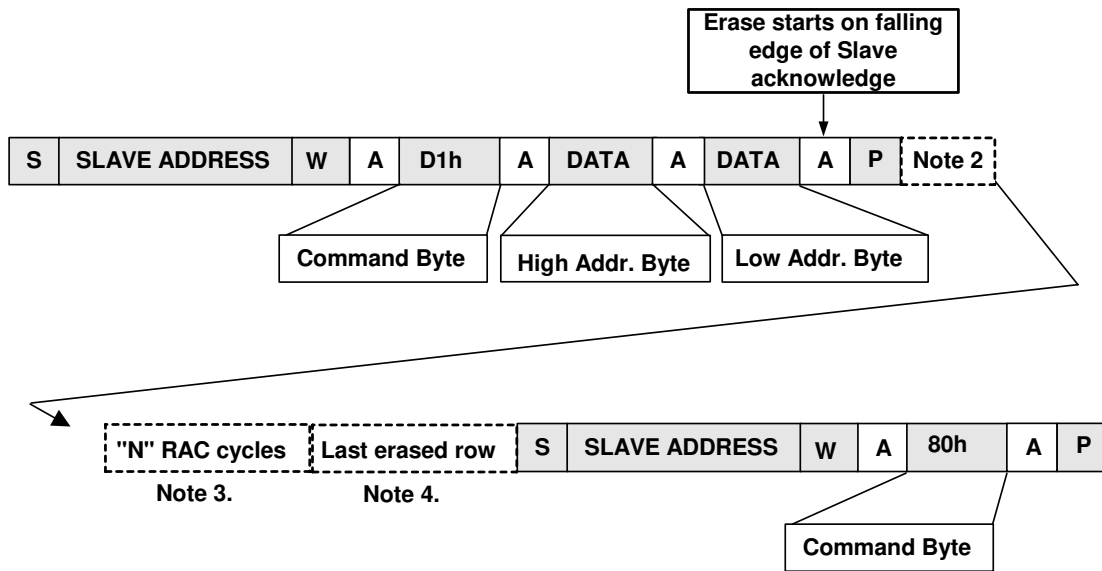 Erase starts on falling
edge of Slave
acknowledge
S SLAVE ADDRESS W A D1h A DATA A DATA A P Note 2
Command Byte High Addr. Byte Low Addr. Byte
"N" RAC cycles Last erased row S SLAVE ADDRESS W A 80h A P
Note 3. Note 4.
Command Byte